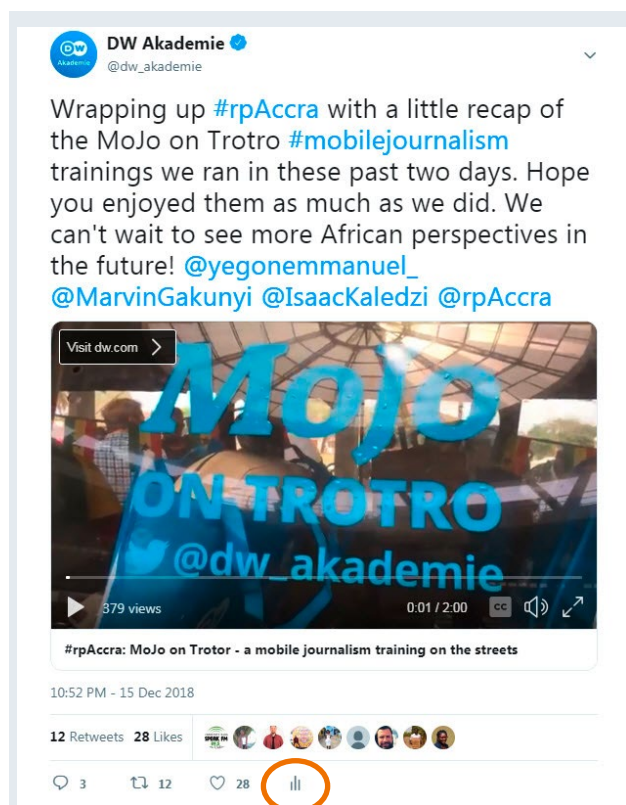 DW
Akademie
DW Akademie
@dw_akademie
Wrapping up #rpAccra with a little recap of
the MoJo on Trotro #mobilejournalism
trainings we ran in these past two days. Hope
you enjoyed them as much as we did. We
can't wait to see more African perspectives in
the future! @yegonemmanuel_
@MarvinGakunyi @IsaacKaledzi @rpAccra
Visit dw.com
Mojo
ON TROTRO
@dw_akademie
379 views 0:01 / 2:00 CC
#rpAccra: MoJo on Trotor - a mobile journalism training on the streets
10:52 PM - 15 Dec 2018
12 Retweets 28 Likes
3 12 28